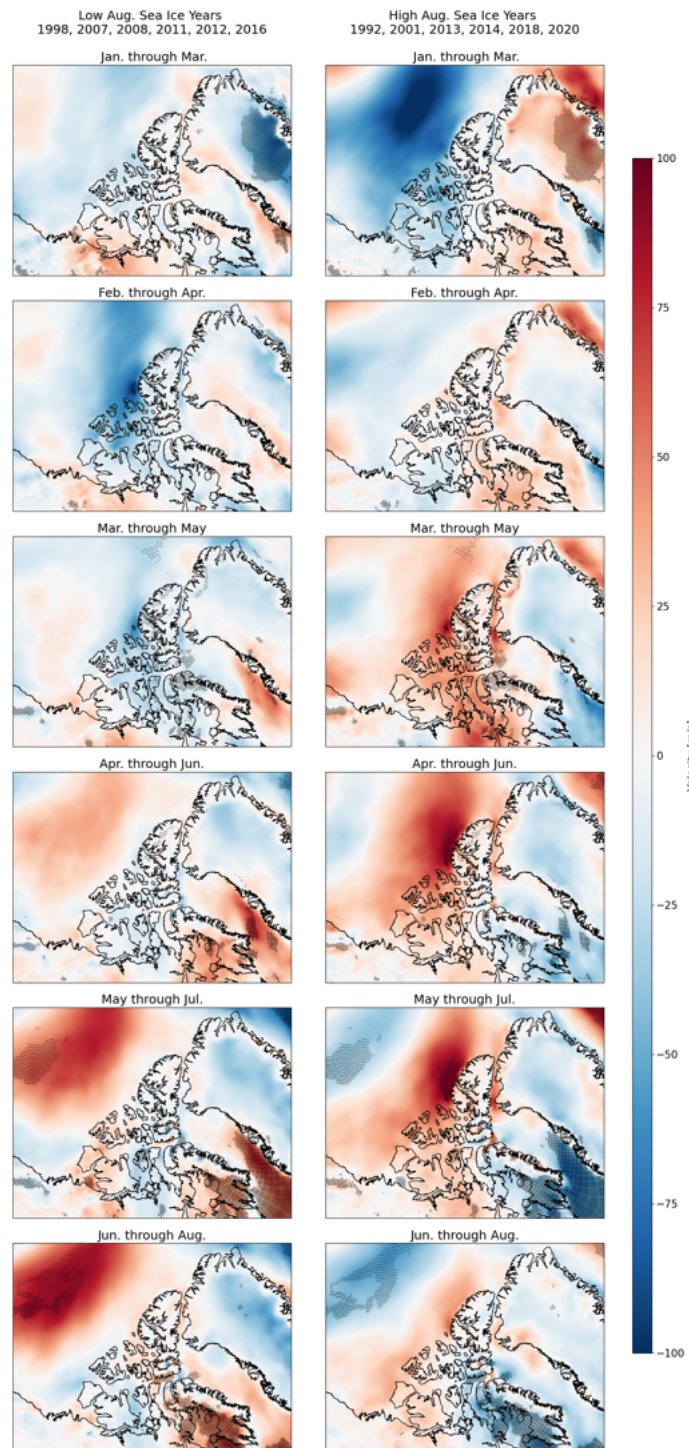 Low Aug. Sea Ice Years
1998, 2007, 2008, 2011, 2012, 2016
High Aug. Sea Ice Years
1992, 2001, 2013, 2014, 2018, 2020
Jan. through Mar.
Jan. through Mar.
Feb. through Apr.
Feb. through Apr.
Mar. through May
Mar. through May
Apr. through Jun.
Apr. through Jun.
May through Jul.
May through Jul.
Jun. through Aug.
Jun. through Aug.
100
75
50
25
0
−25
−50
−75
−100